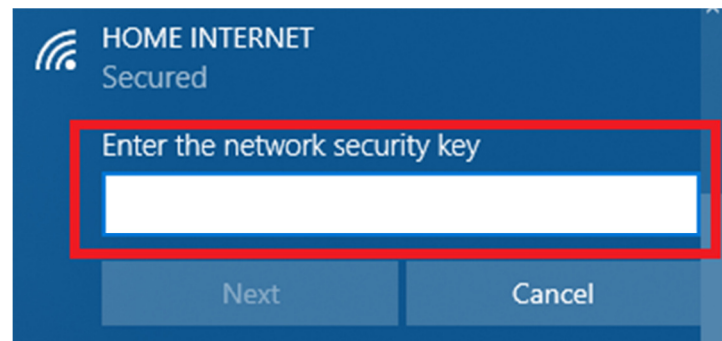 HOME INTERNET
Secured
Enter the network security key
Next Cancel